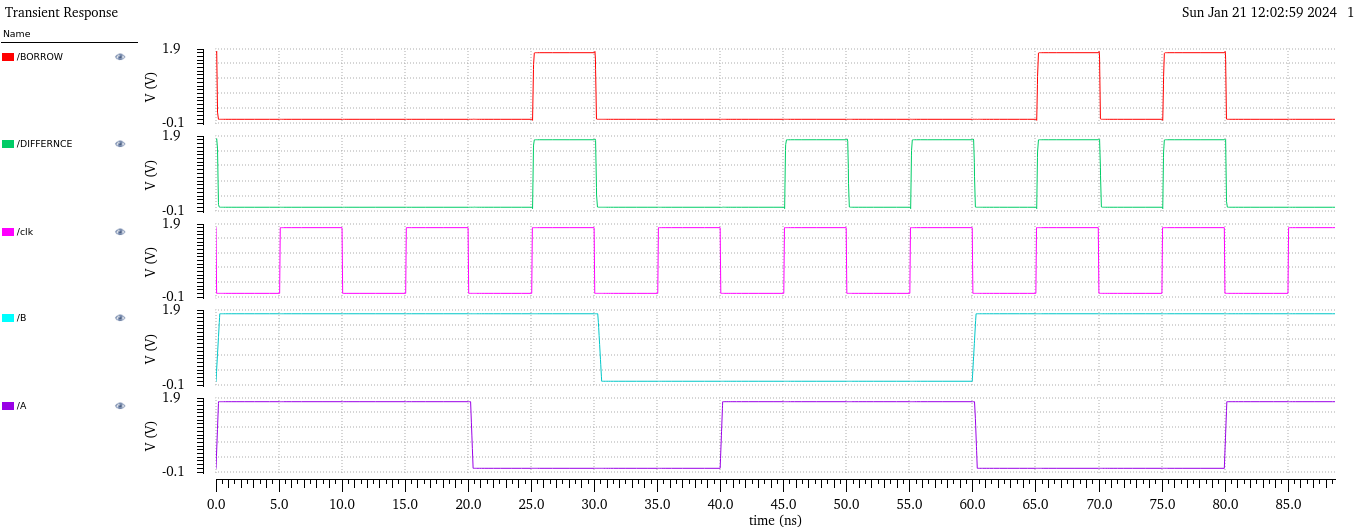 Transient Response
Sun Jan 21 12:02:59 2024 1
Name
/BORROW
1.9
V (V)
-0.1
/DIFFERNCE
1.9
V (V)
-0.1
/clk
1.9
V (V)
-0.1
/B
1.9
V (V)
-0.1
/A
1.9
V (V)
-0.1
0.0 5.0 10.0 15.0 20.0 25.0 30.0 35.0 40.0 45.0 50.0 55.0 60.0 65.0 70.0 75.0 80.0 85.0
time (ns)